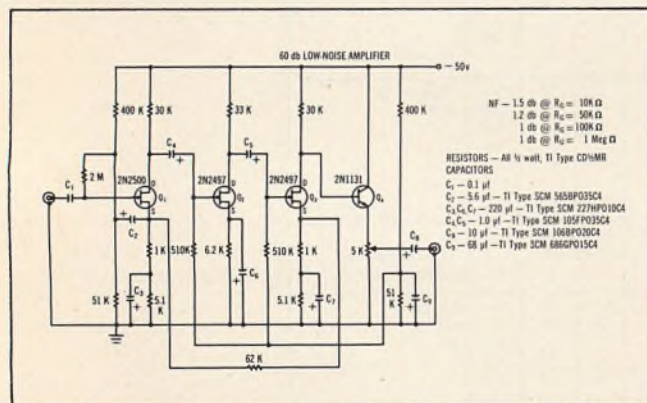 60 db LOW-NOISE AMPLIFIER
— 50v
400 K
30 K
33 K
30 K
400 K
C₄
C₅
2 M
2N2500
2N2497
2N2497
2N1131
D
D
D
C₁
Q₁
Q₂
Q₃
Q₄
S
S
S
C₂
C₈
1 K
510K
6.2 K
510 K
1 K
5 K
C₃
C₆
C₇
C₉
51 K
5.1
K
5.1 K
51
K
62 K
NF — 1.5 db @ R_G = 10K Ω
1.2 db @ R_G = 50K Ω
1 db @ R_G = 100K Ω
1 db @ R_G = 1 Meg Ω
RESISTORS — All ½ watt, TI Type CD½MR
CAPACITORS
C₁ — 0.1 μf
C₂ — 5.6 μf — TI Type SCM 565BP035C4
C₃ C₆ C₇ — 220 μf — TI Type SCM 227HP010C4
C₄ C₅ — 1.0 μf — TI Type SCM 105FP035C4
C₈ — 10 μf — TI Type SCM 106BP020C4
C₉ — 68 μf — TI Type SCM 686GP015C4